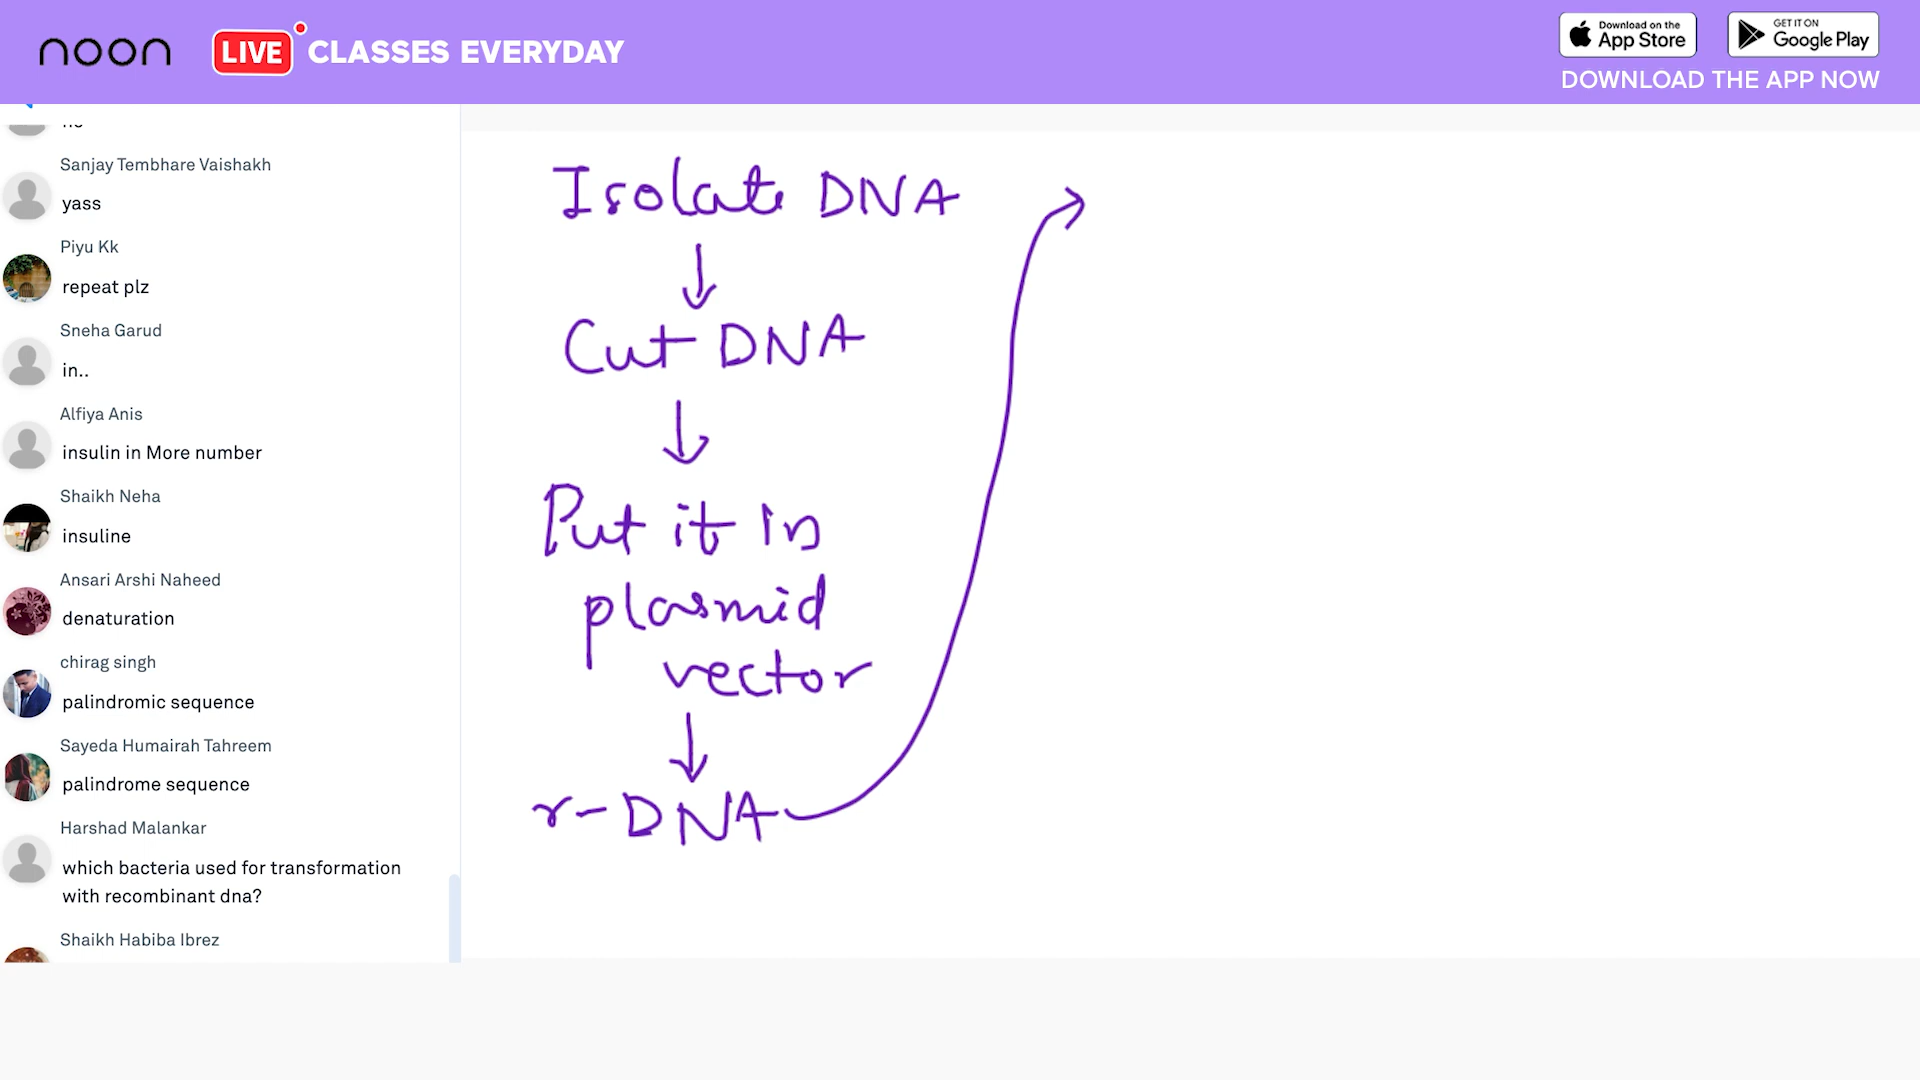 noon LIVE CLASSES EVERYDAY
Download on the App Store
GET IT ON Google Play
DOWNLOAD THE APP NOW
Sanjay Tembhare Vaishakh
yass
Piyu Kk
repeat plz
Sneha Garud
in..
Alfiya Anis
insulin in More number
Shaikh Neha
insuline
Ansari Arshi Naheed
denaturation
chirag singh
palindromic sequence
Sayeda Humairah Tahreem
palindrome sequence
Harshad Malankar
which bacteria used for transformation
with recombinant dna?
Shaikh Habiba Ibrez
Isolate DNA
Cut DNA
Put it in
plasmid
vector
r-DNA